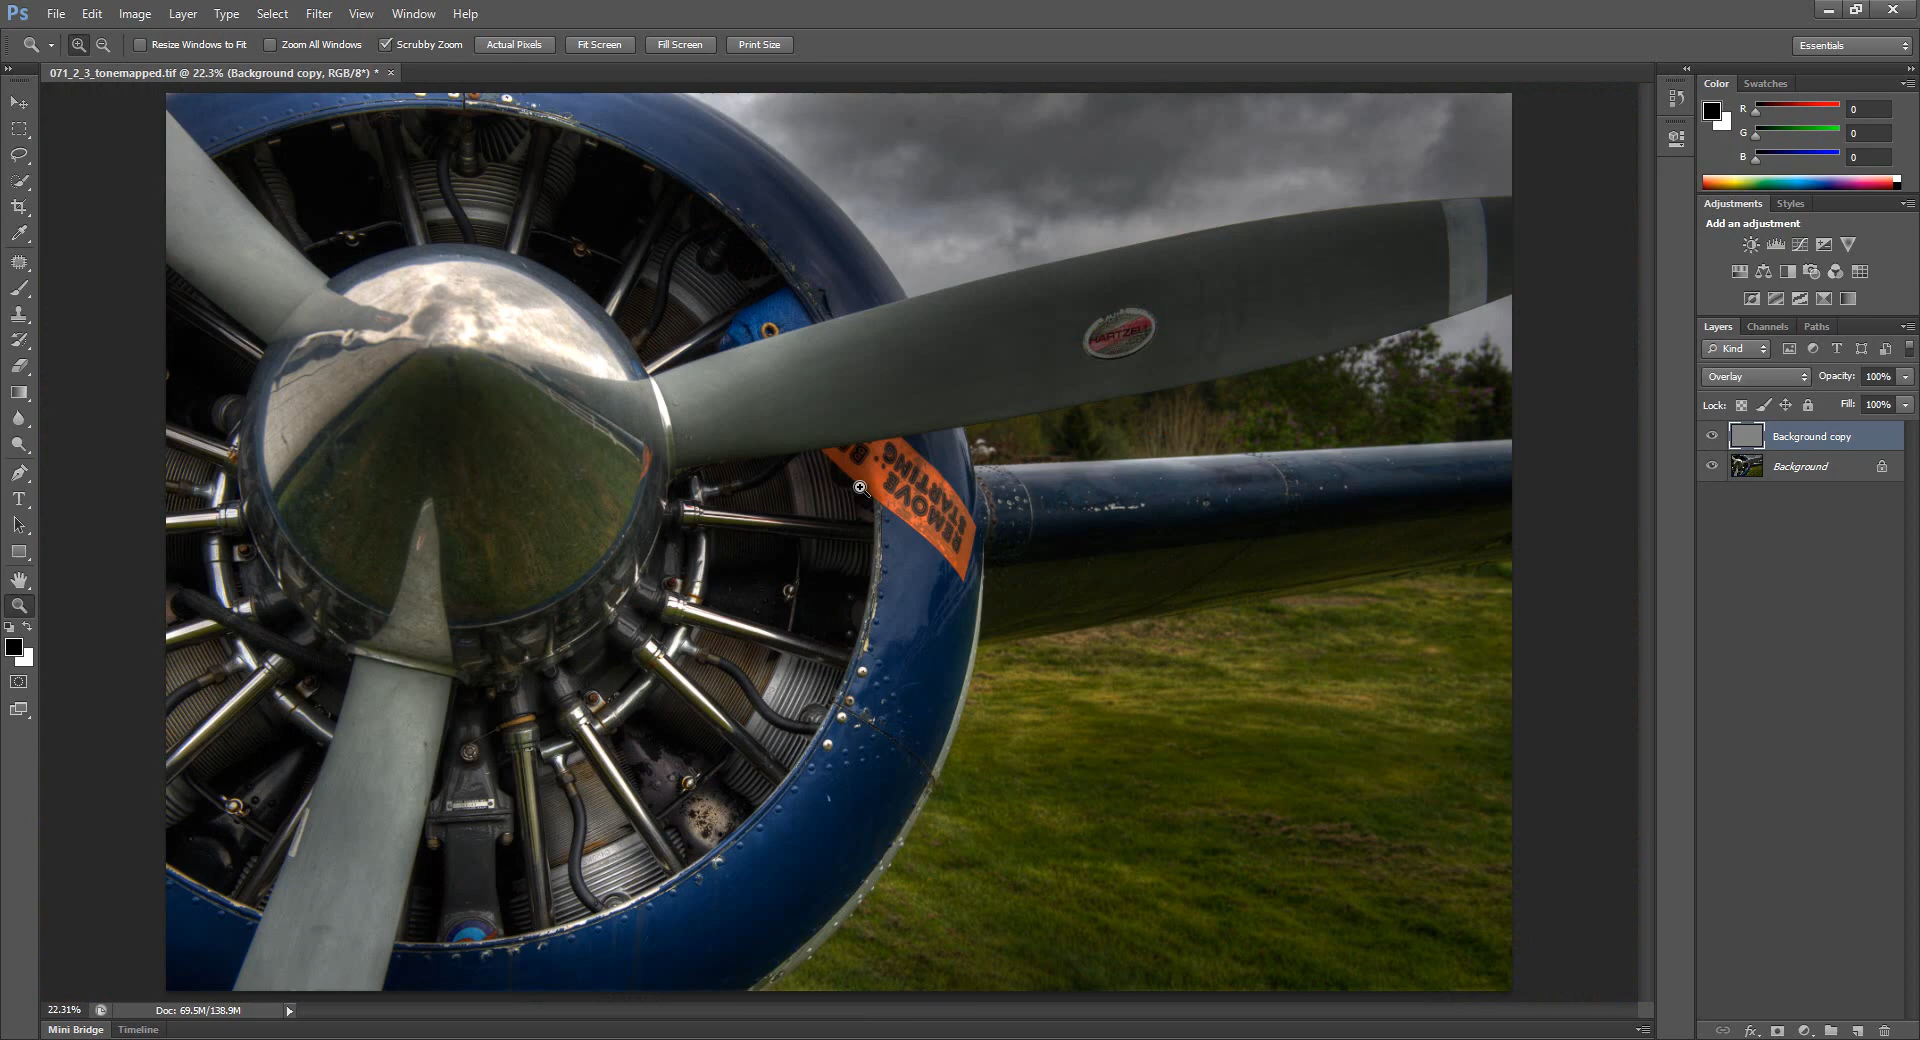 Ps File Edit Image Layer Type Select Filter View Window Help
Resize Windows to Fit Zoom All Windows Scrubby Zoom Actual Pixels Fit Screen Fill Screen Print Size Essentials
071_2_3_tonemapped.tif @ 22.3% (Background copy, RGB/8*) * ×
Color Swatches
R 0
G 0
B 0
Adjustments Styles
Add an adjustment
Layers Channels Paths
Kind
Overlay Opacity: 100%
Lock: Fill: 100%
Background copy
Background
HARTZELL
REMOVE
STARTING
22.31% Doc: 69.5M/138.9M
Mini Bridge Timeline